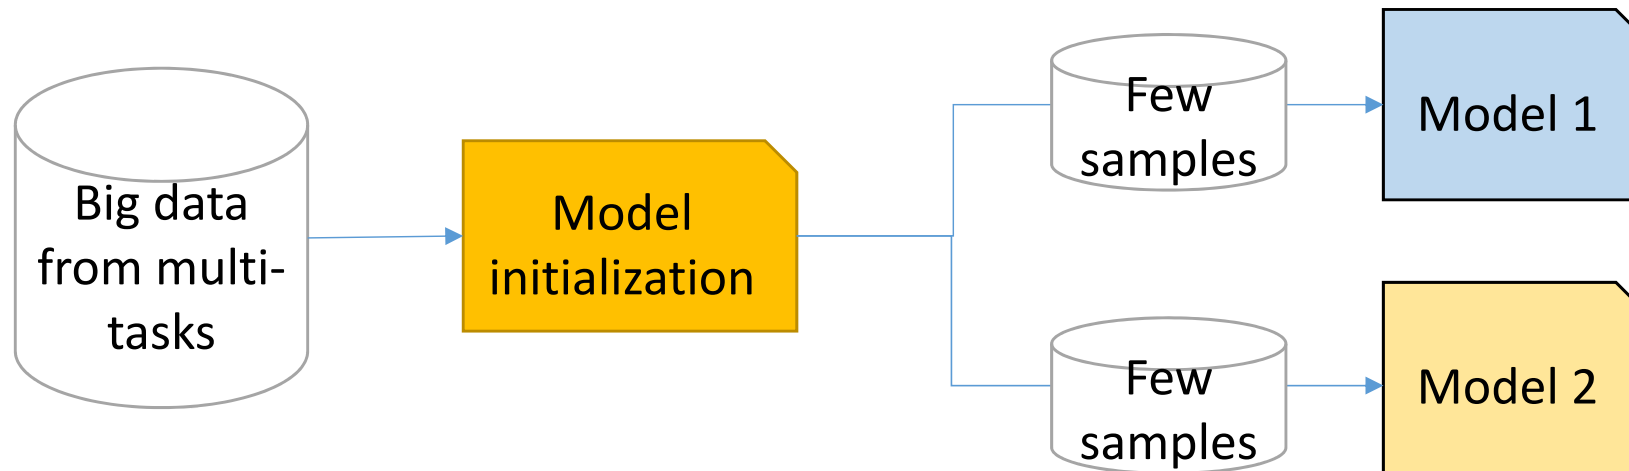 Big data
from multi-
tasks
Model
initialization
Few
samples
Model 1
Few
samples
Model 2